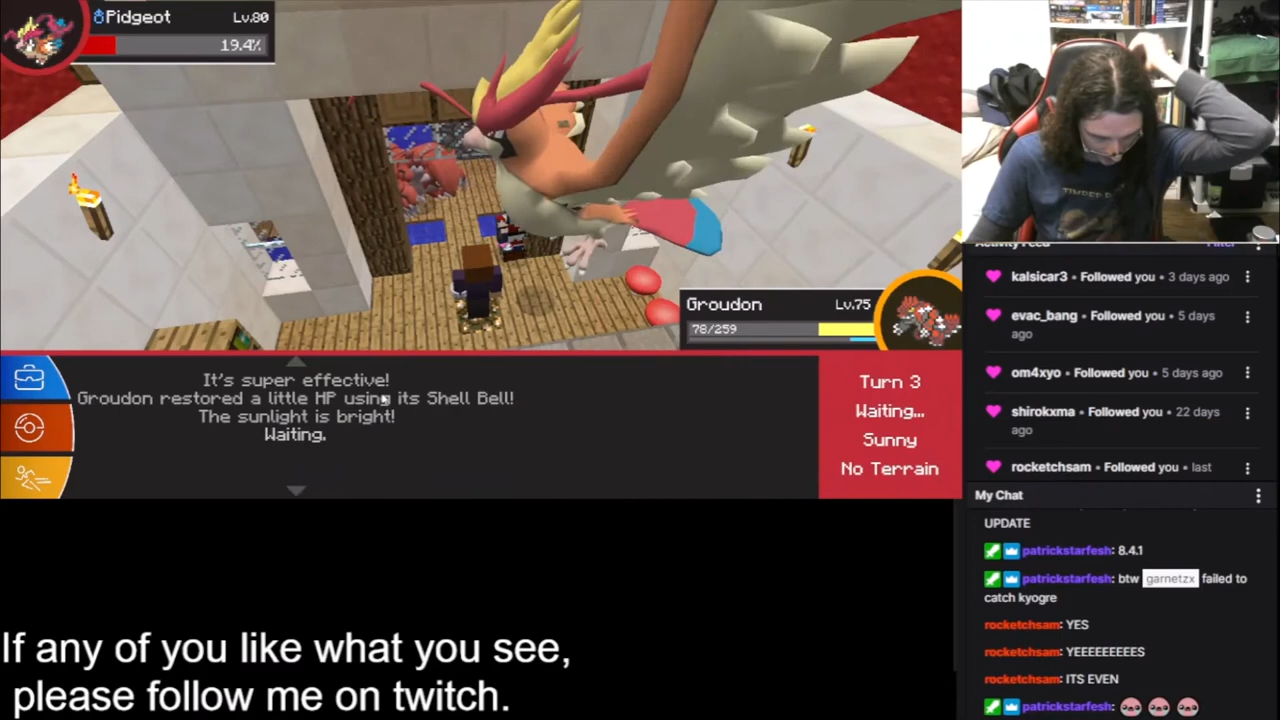 Pidgeot Lv.80
19.4%
Groudon Lv.75
78/259
It's super effective!
Groudon restored a little HP using its Shell Bell!
The sunlight is bright!
Waiting.
Turn 3
Waiting...
Sunny
No Terrain
If any of you like what you see,
please follow me on twitch.
Activity Feed Filter
kalsicar3 • Followed you • 3 days ago
evac_bang • Followed you • 5 days
ago
om4xyo • Followed you • 5 days ago
shirokxma • Followed you • 22 days
ago
rocketchsam • Followed you • last
My Chat
UPDATE
patrickstarfesh: 8.4.1
patrickstarfesh: btw garnetzx failed to
catch kyogre
rocketchsam: YES
rocketchsam: YEEEEEEEEES
rocketchsam: ITS EVEN
patrickstarfesh: